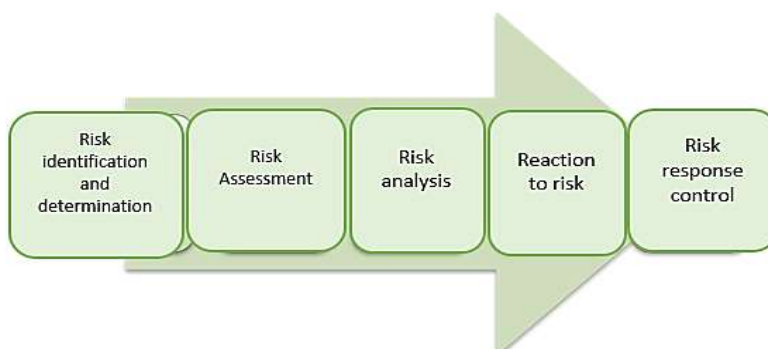 Risk
identification
and
determination
Risk
Assessment
Risk
analysis
Reaction
to risk
Risk
response
control